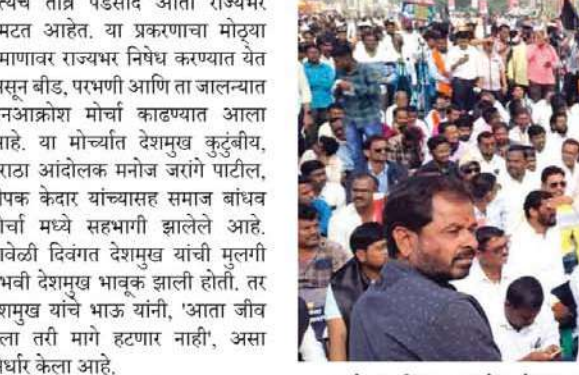 त्यांचे तीव्र पडसाद आता राज्यभर
मटत आहेत. या प्रकरणाचा मोठ्या
माणावर राज्यभर निषेध करण्यात येत
सून बीड, परभणी आणि ता जालन्यात
नआक्रोश मोर्चा काढण्यात आला
हे. या मोर्च्यात देशमुख कुटुंबीय,
राठा आंदोलक मनोज जरांगे पाटील,
पक केदार यांच्यासह समाज बांधव
र्चा मध्ये सहभागी झालेले आहे.
वेळी दिवंगत देशमुख यांची मुलगी
भवी देशमुख भावूक झाली होती. तर
शमुख यांचे भाऊ यांनी, 'आता जीव
ला तरी मागे हटणार नाही', असा
र्धार केला आहे.